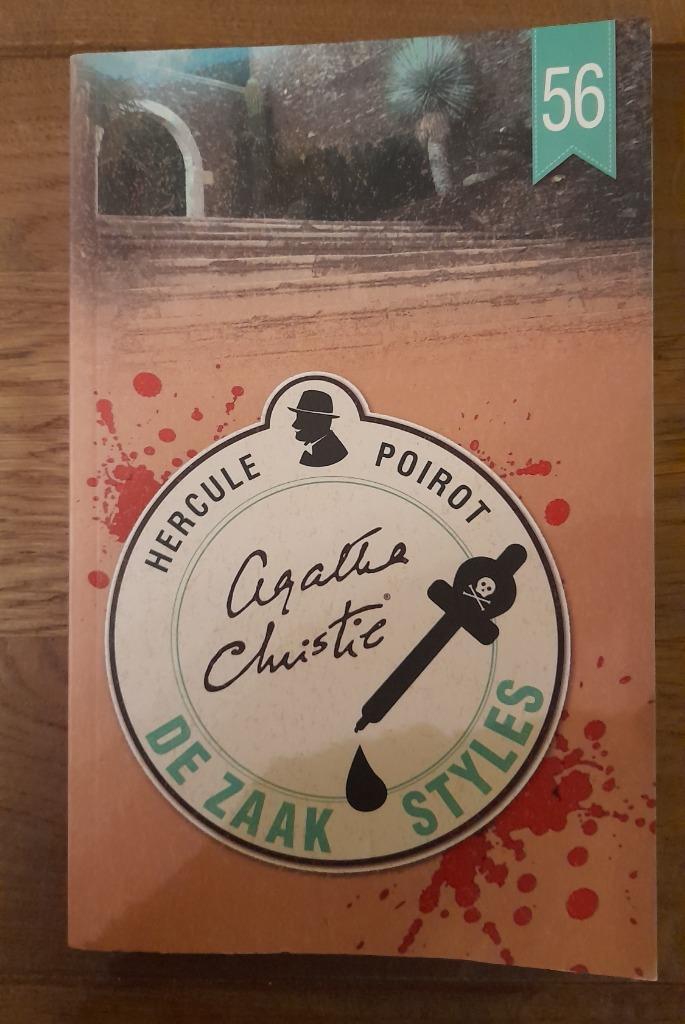 56
HERCULE POIROT
Agatha
Christie®
DE ZAAK STYLES